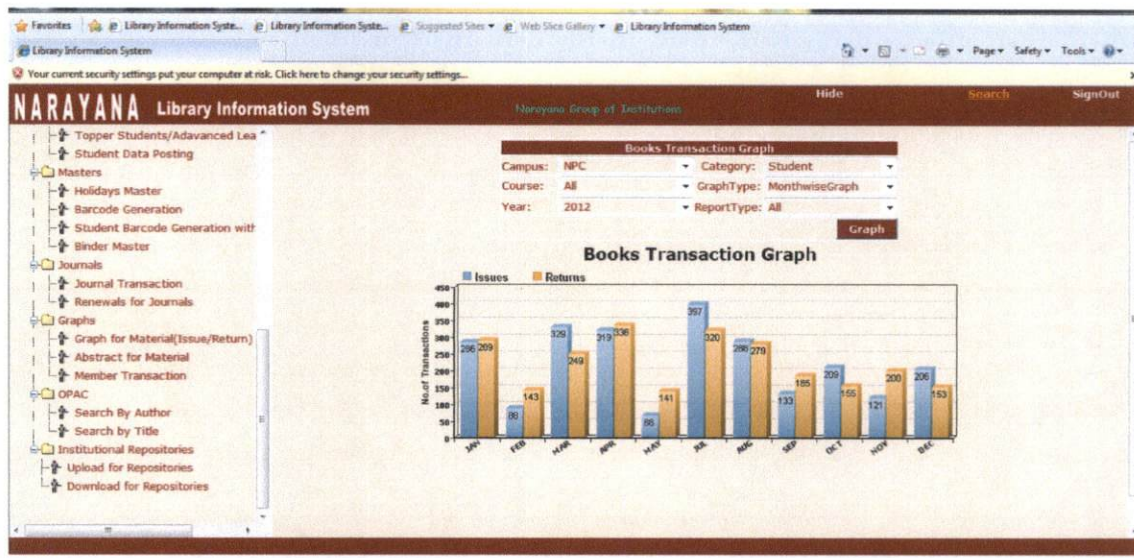 Favorites Library Information Syste... Library Information Syste... Suggested Sites Web Slice Gallery Library Information System
Library Information System Page Safety Tools
Your current security settings put your computer at risk. Click here to change your security settings...
NARAYANA Library Information System Narayana Group of Institutions Hide Search SignOut
Topper Students/Adavanced Lea
Student Data Posting
Masters
Holidays Master
Barcode Generation
Student Barcode Generation with
Binder Master
Journals
Journal Transaction
Renewals for Journals
Graphs
Graph for Material(Issue/Return)
Abstract for Material
Member Transaction
OPAC
Search By Author
Search by Title
Institutional Repositories
Upload for Repositories
Download for Repositories
Books Transaction Graph
Campus: NPC Category: Student
Course: All GraphType: MonthwiseGraph
Year: 2012 ReportType: All
Graph
Books Transaction Graph
Issues Returns
No.of Transactions
450
400
350
300
250
200
150
100
50
0
143
329 249
319 336
141
397 320
279
133 185
209 155
121 200
206 153
JAN FEB MAR APR MAY JUL AUG SEP OCT NOV DEC